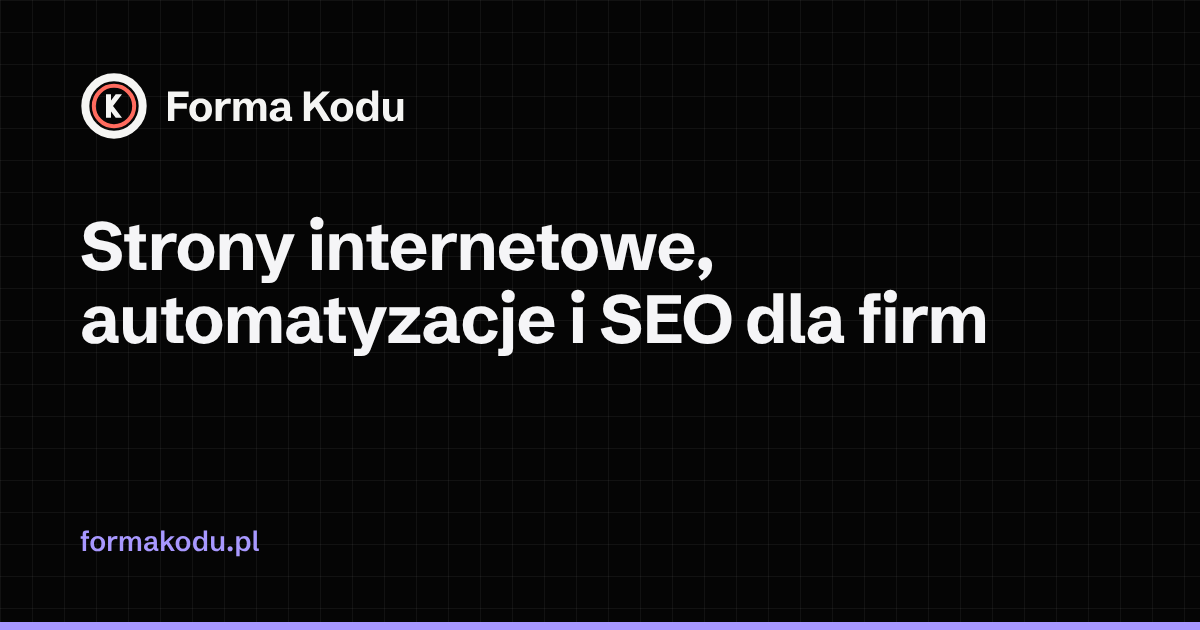 K
Forma Kodu
Strony internetowe,
automatyzacje i SEO dla firm
formakodu.pl